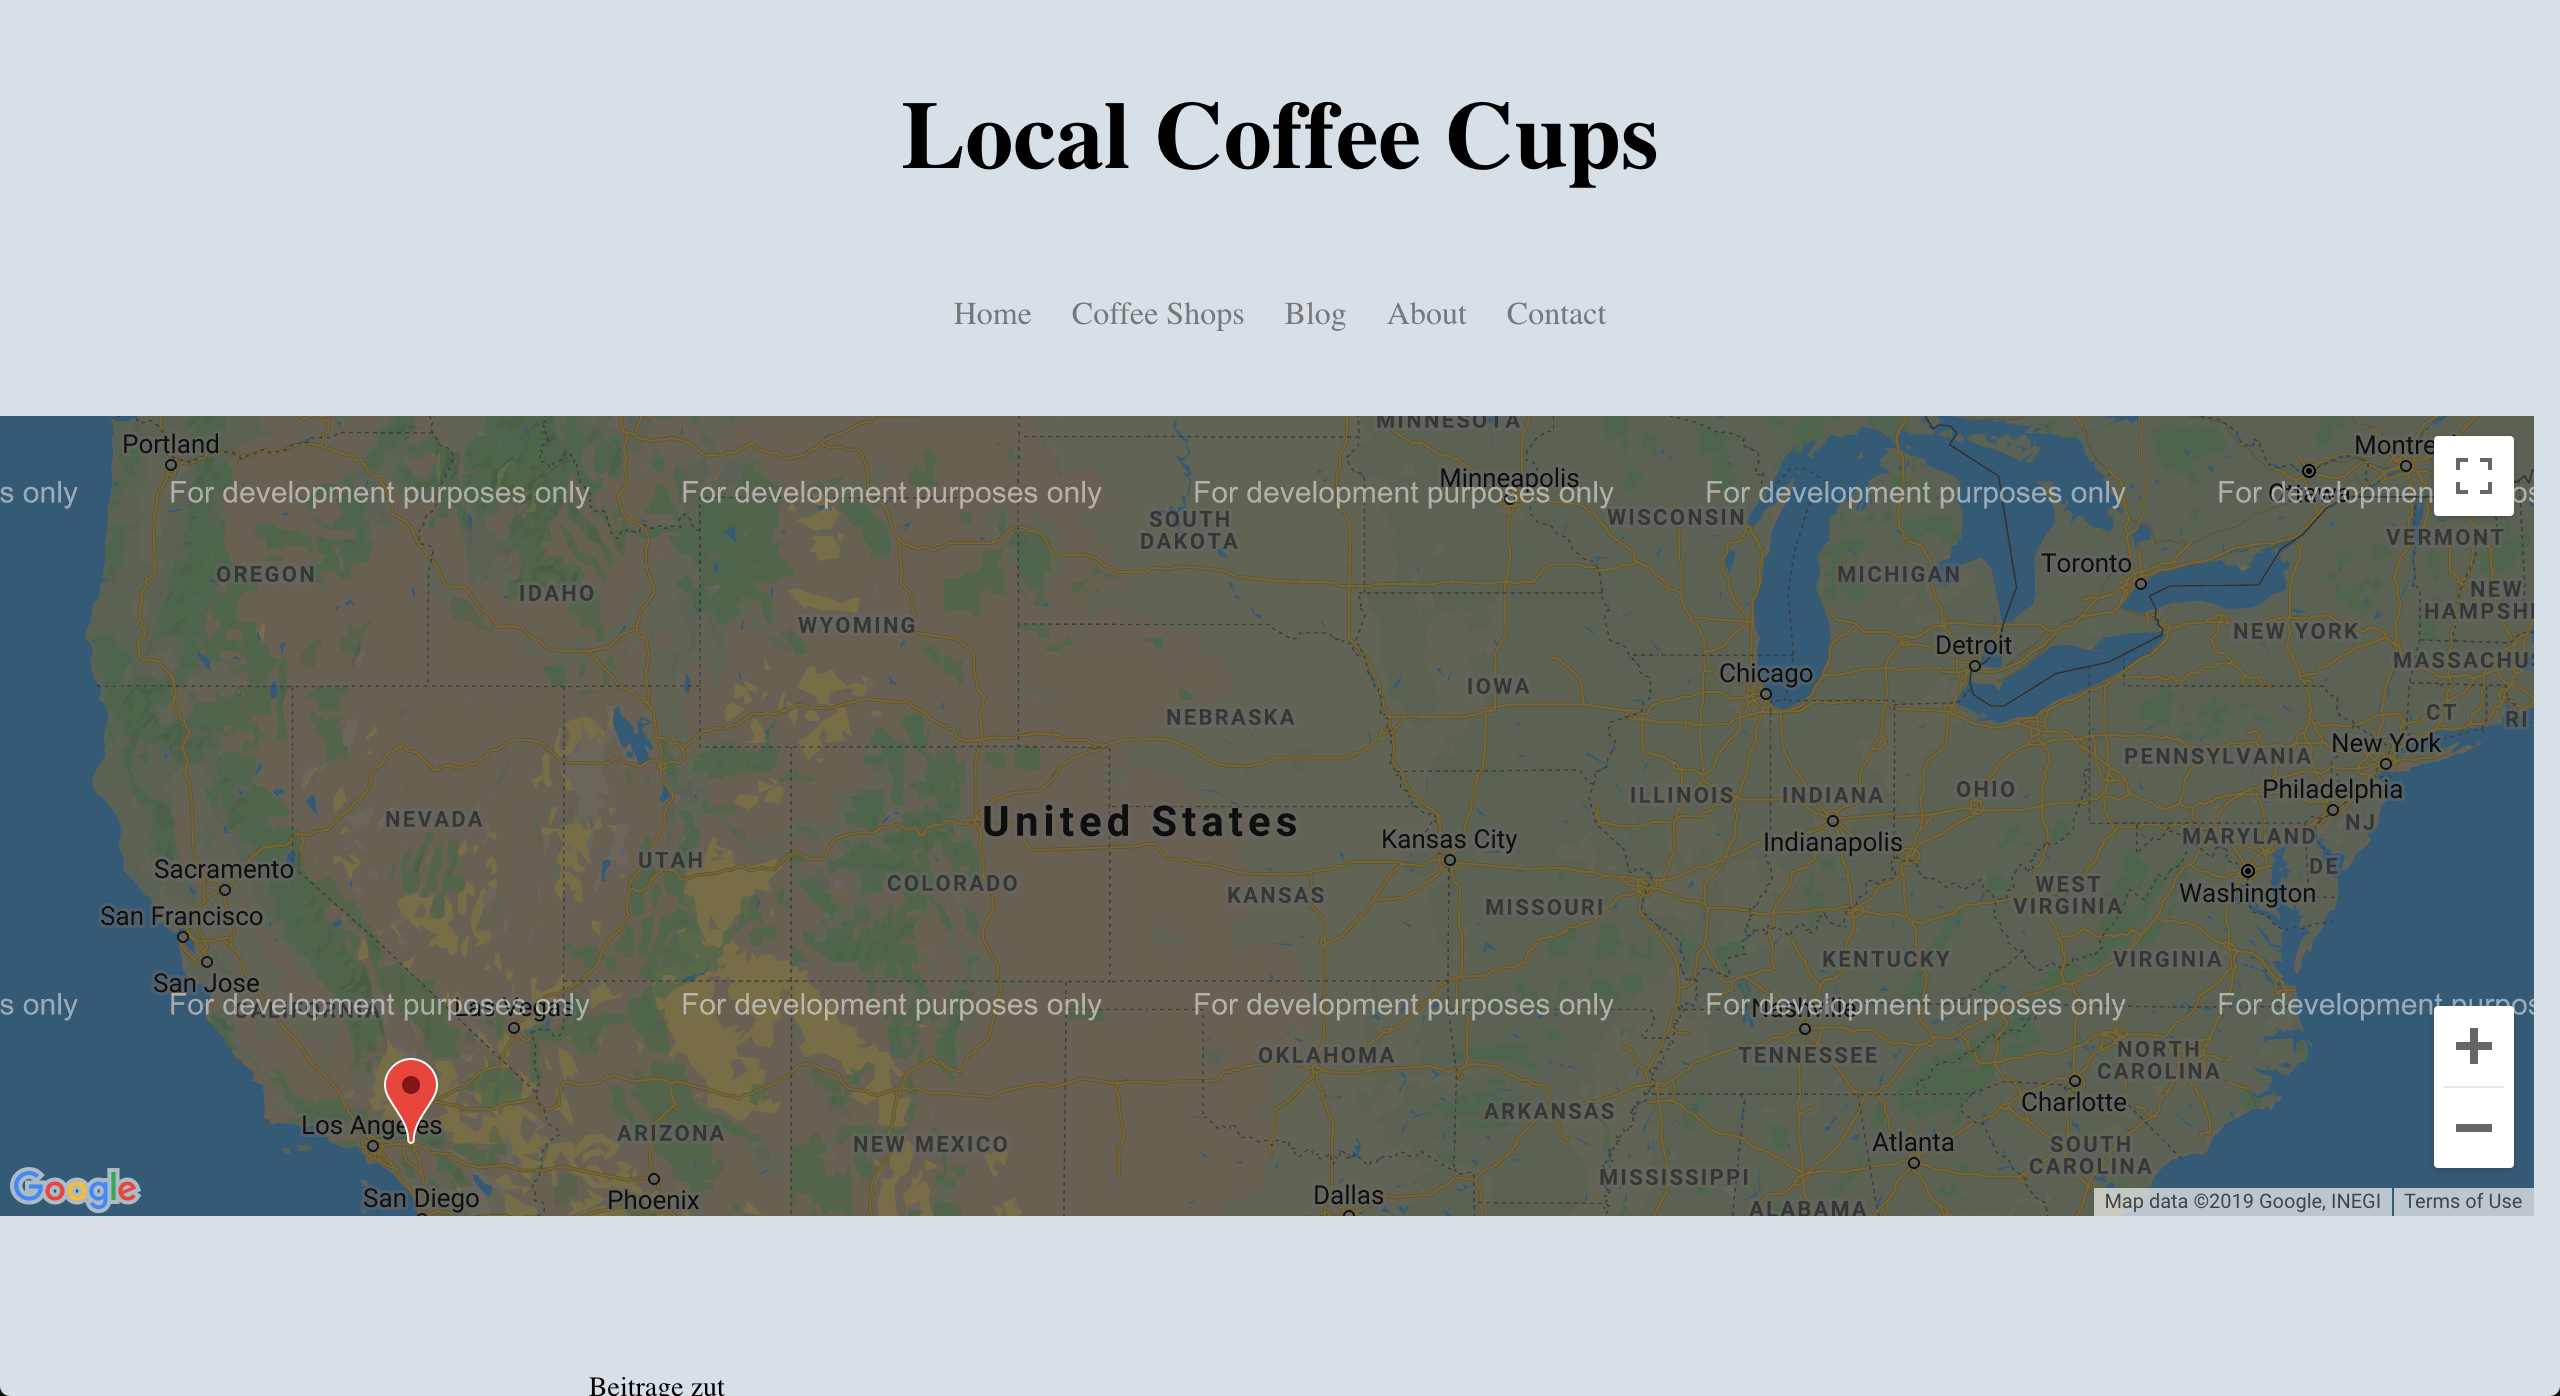 Local Coffee Cups
Home Coffee Shops Blog About Contact
MINNESOTA
Portland
Montre
Minneapolis
s only For development purposes only For development purposes only For development purposes only For development purposes only For developmen
Ottawa
WISCONSIN
SOUTH
DAKOTA
VERMONT
Toronto
OREGON
MICHIGAN
IDAHO
NEW
HAMPSHI
WYOMING
NEW YORK
Detroit
MASSACHUS
Chicago
IOWA
CT
RI
NEBRASKA
New York
PENNSYLVANIA
Philadelphia
OHIO
ILLINOIS
INDIANA
NEVADA
United States
NJ
MARYLAND
Kansas City
Indianapolis
UTAH
DE
Sacramento
COLORADO
WEST
VIRGINIA
KANSAS
Washington
MISSOURI
San Francisco
KENTUCKY
VIRGINIA
San Jose
s only For development purposes only For development purposes only For development purposes only For development purposes only For development purpos
CALIFORNIA
Las Vegas
Nashville
OKLAHOMA
TENNESSEE
NORTH
CAROLINA
Charlotte
ARKANSAS
Los Angeles
ARIZONA
NEW MEXICO
Atlanta
SOUTH
CAROLINA
MISSISSIPPI
Google
San Diego
Phoenix
Dallas
ALABAMA
Map data ©2019 Google, INEGI Terms of Use
Beitrage zut